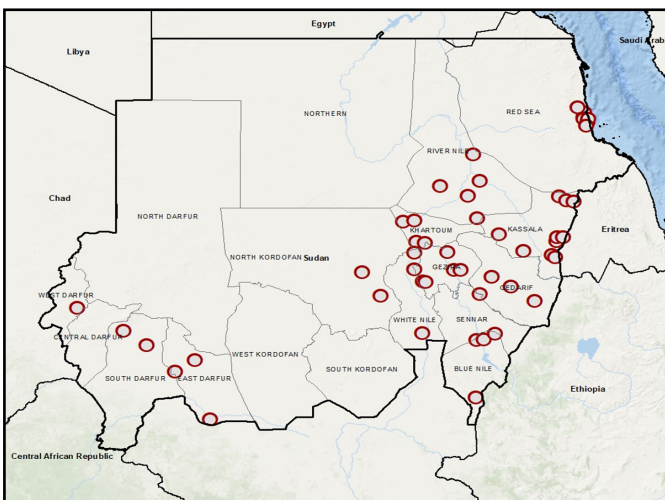 Egypt
Libya
Saudi Arab
NORTHERN
RED SEA
RIVER NILE
Chad
NORTH DARFUR
KHARTOUM
KASSALA
Eritrea
NORTH KORDOFAN
Sudan
GEZIRA
GEDARIF
WEST DARFUR
WHITE NILE
SENNAR
CENTRAL DARFUR
WEST KORDOFAN
SOUTH KORDOFAN
BLUE NILE
SOUTH DARFUR
EAST DARFUR
Ethiopia
Central African Republic